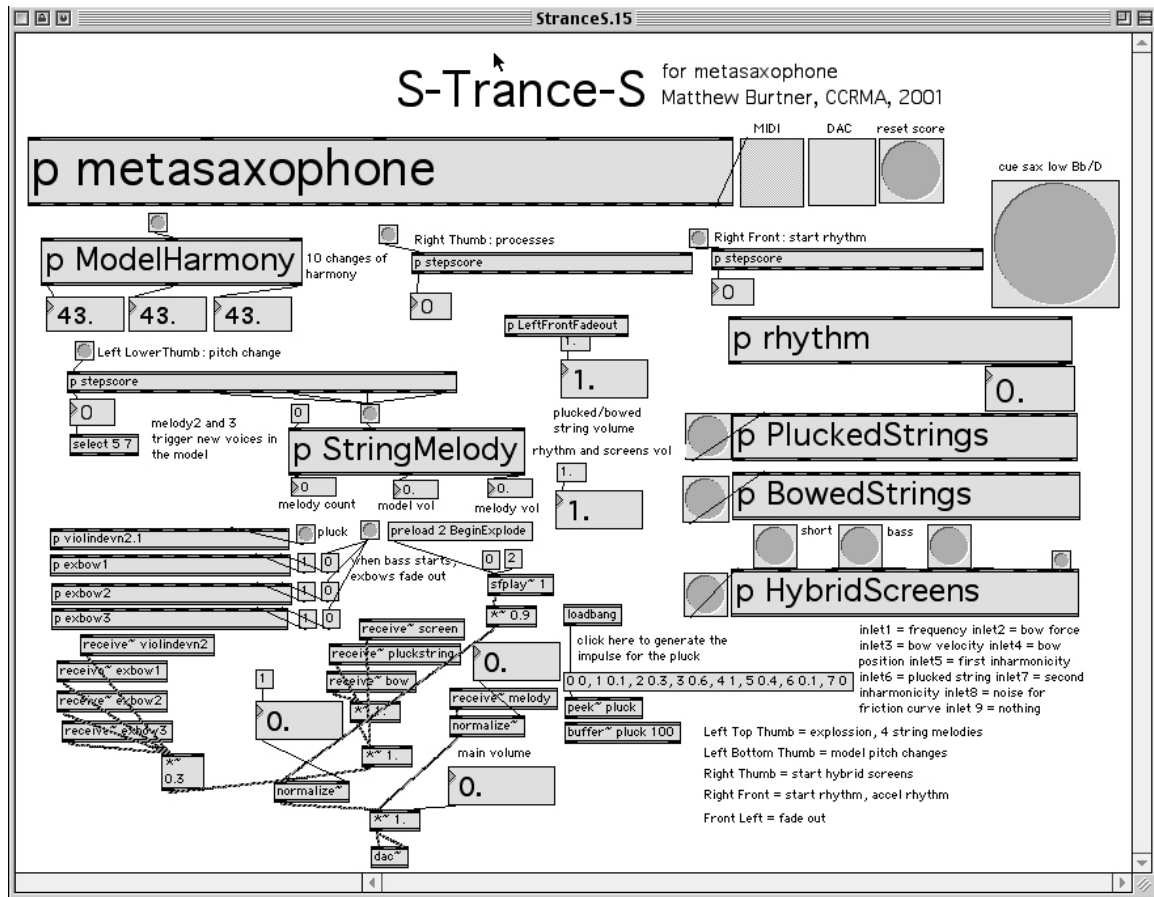 StranceS.15
S-Trance-S
for metasaxophone
Matthew Burtner, CCRMA, 2001
MIDI
DAC
reset score
p metasaxophone
cue sax low Bb/D
p ModelHarmony
10 changes of
harmony
43.
43.
43.
Right Thumb: processes
p stepscore
0
Right Front: start rhythm
p stepscore
0
p LeftFrontFadeout
1.
1.
plucked/bowed
string volume
rhythm and screens vol
1.
1.
p rhythm
0.
Left LowerThumb: pitch change
p stepscore
0
select 5 7
melody2 and 3
trigger new voices in
the model
0
p StringMelody
0
0.
0.
melody count
model vol
melody vol
p PluckedStrings
p BowedStrings
short
bass
p HybridScreens
p violindevn2.1
pluck
preload 2 BeginExplode
p exbow1
1
0
when bass starts,
exbows fade out
p exbow2
1
0
p exbow3
1
0
0
2
sfplay~ 1
*~ 0.9
loadbang
click here to generate the
impulse for the pluck
0 0, 1 0.1, 2 0.3, 3 0.6, 4 1, 5 0.4, 6 0.1, 7 0
peek~ pluck
buffer~ pluck 100
receive~ violindevn2
receive~ exbow1
receive~ exbow2
receive~ exbow3
*~
0.3
receive~ screen
receive~ pluckstring
receive~ bow
*~ 1.
*~ 1.
1
0.
normalize~
0.
receive~ melody
normalize~
main volume
0.
*~ 1.
dac~
inlet1 = frequency inlet2 = bow force
inlet3 = bow velocity inlet4 = bow
position inlet5 = first inharmonicity
inlet6 = plucked string inlet7 = second
inharmonicity inlet8 = noise for
friction curve inlet 9 = nothing
Left Top Thumb = explossion, 4 string melodies
Left Bottom Thumb = model pitch changes
Right Thumb = start hybrid screens
Right Front = start rhythm, accel rhythm
Front Left = fade out